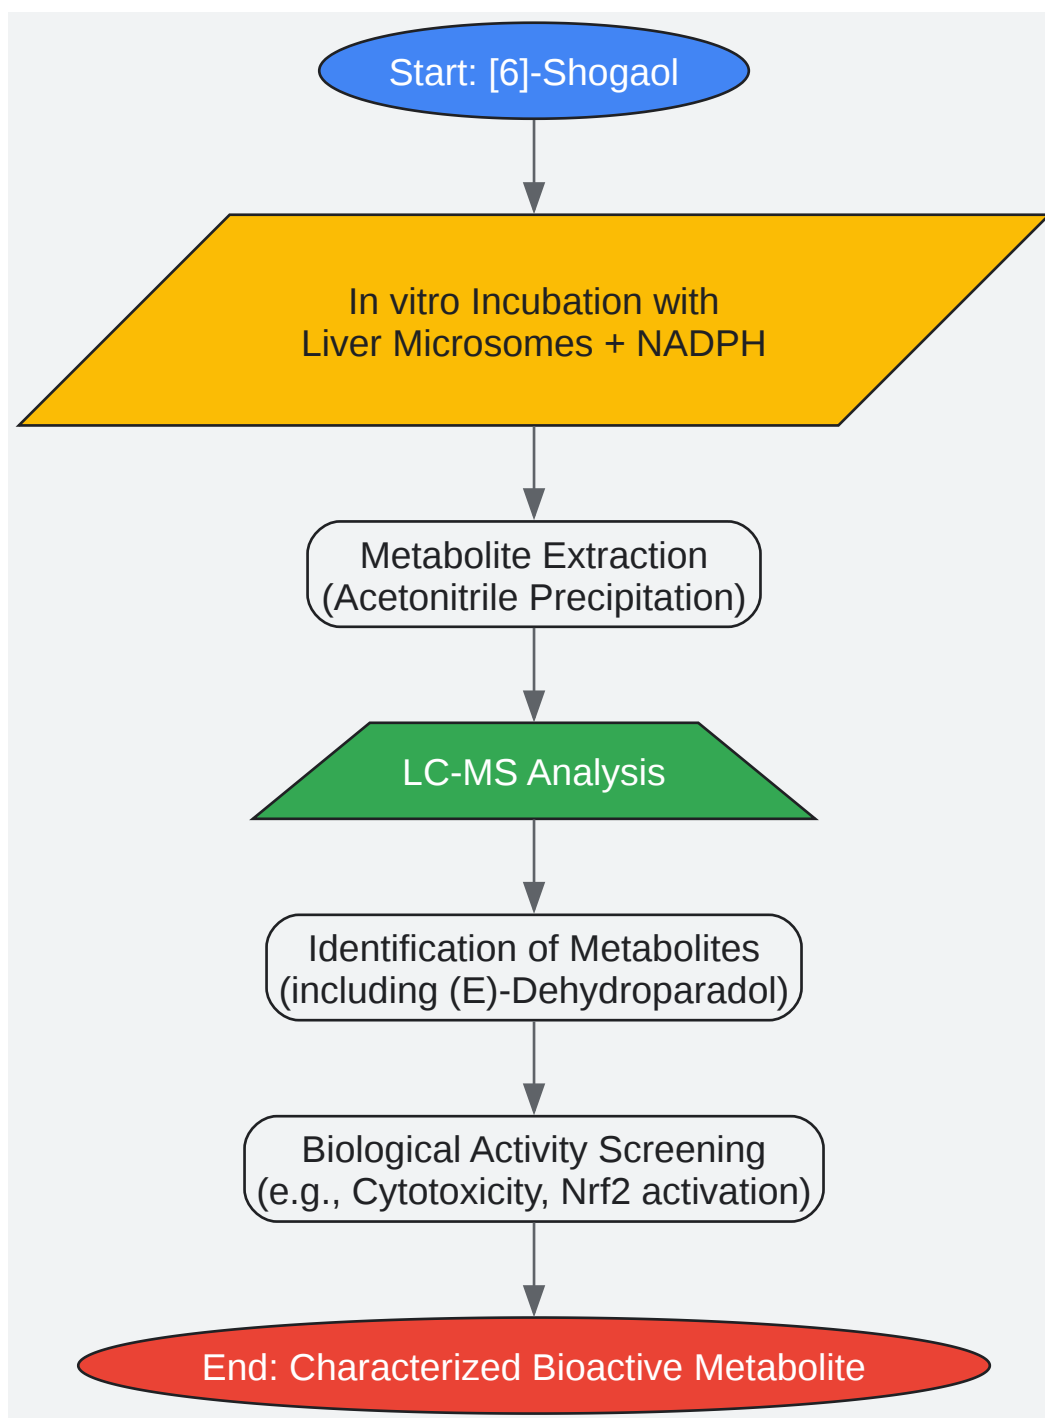 Start: [6]-Shogaol
In vitro Incubation with
Liver Microsomes + NADPH
Metabolite Extraction
(Acetonitrile Precipitation)
LC-MS Analysis
Identification of Metabolites
(including (E)-Dehydroparadol)
Biological Activity Screening
(e.g., Cytotoxicity, Nrf2 activation)
End: Characterized Bioactive Metabolite